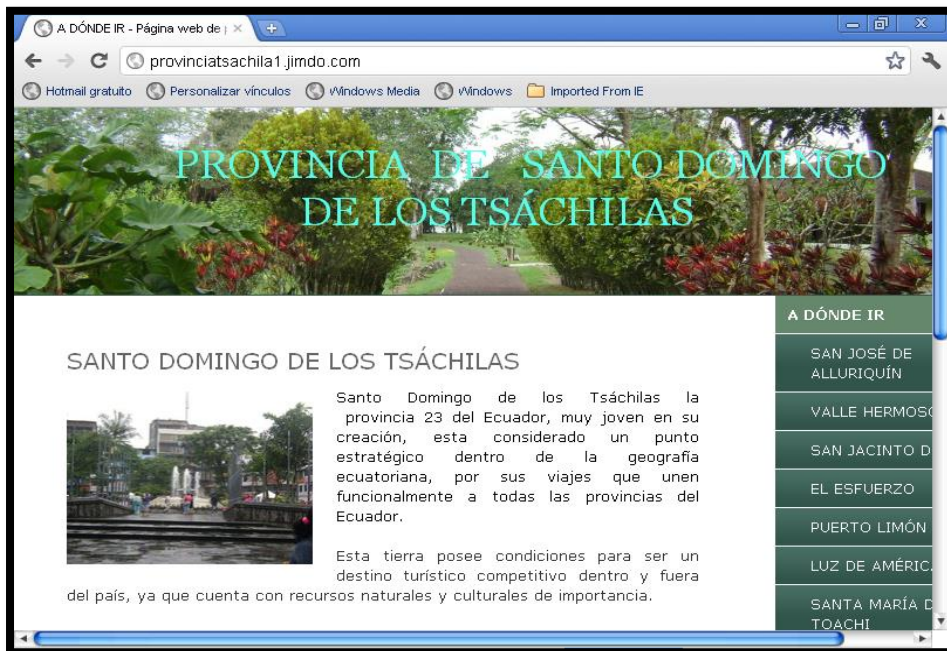 A DÓNDE IR - Página web de
provinciatsachila1.jimdo.com
Hotmail gratuito Personalizar vínculos Windows Media Windows Imported From IE
PROVINCIA DE SANTO DOMINGO
DE LOS TSÁCHILAS
SANTO DOMINGO DE LOS TSÁCHILAS
Santo Domingo de los Tsáchilas la
provincia 23 del Ecuador, muy joven en su
creación, esta considerado un punto
estratégico dentro de la geografía
ecuatoriana, por sus viajes que unen
funcionalmente a todas las provincias del
Ecuador.
Esta tierra posee condiciones para ser un
destino turístico competitivo dentro y fuera
del país, ya que cuenta con recursos naturales y culturales de importancia.
A DÓNDE IR
SAN JOSÉ DE
ALLURIQUÍN
VALLE HERMOSO
SAN JACINTO D
EL ESFUERZO
PUERTO LIMÓN
LUZ DE AMÉRIC
SANTA MARÍA D
TOACHI